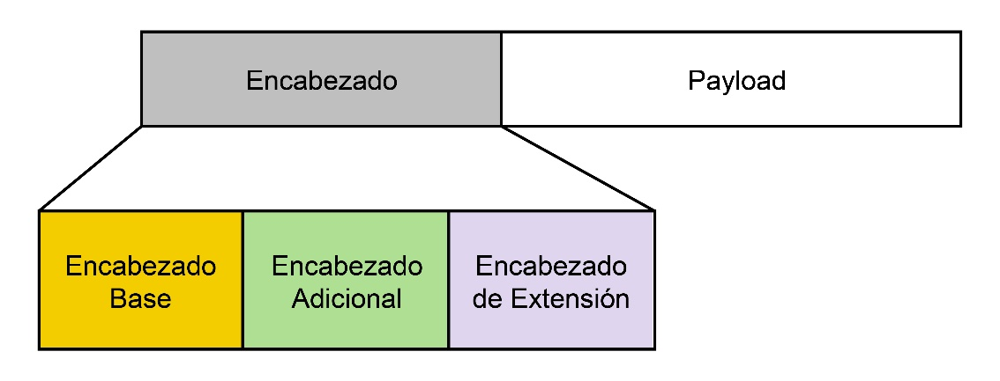 Encabezado
Payload
Encabezado
Base
Encabezado
Adicional
Encabezado
de Extensión